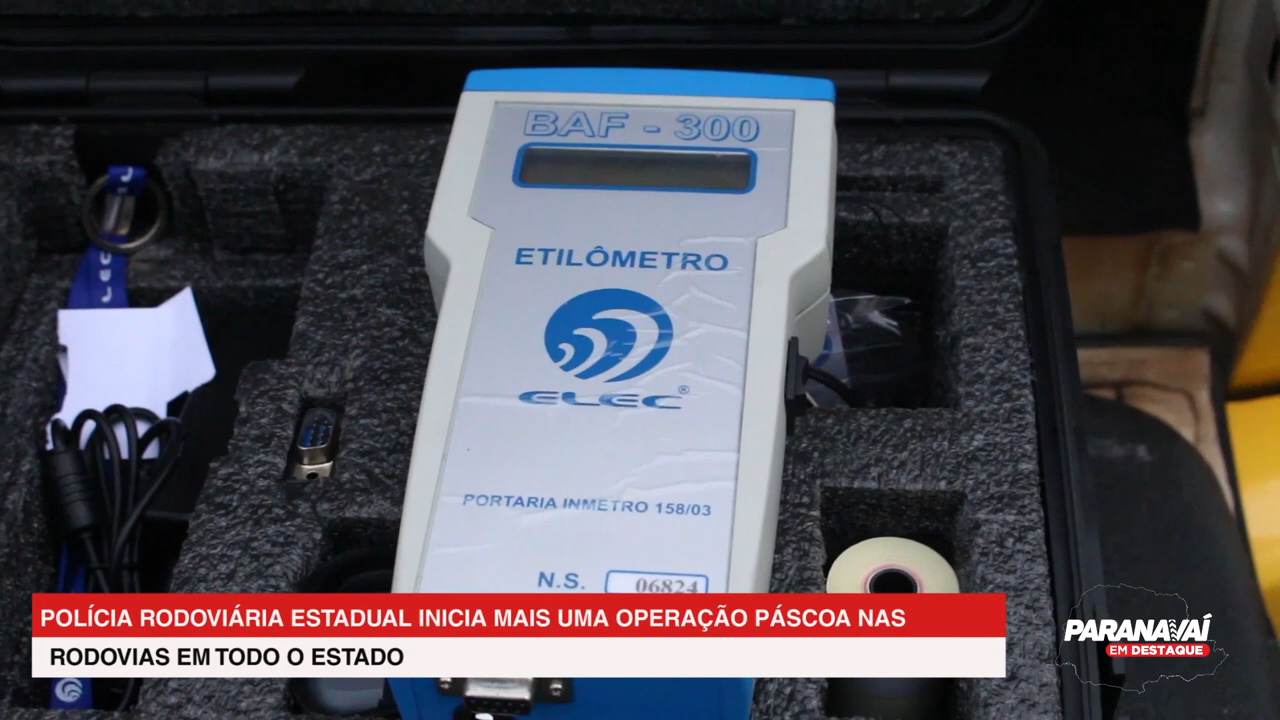 BAF - 300
ETILÔMETRO
ELEC®
PORTARIA INMETRO 158/03
N.S. 06824
POLÍCIA RODOVIÁRIA ESTADUAL INICIA MAIS UMA OPERAÇÃO PÁSCOA NAS
RODOVIAS EM TODO O ESTADO
PARANAVAÍ
EM DESTAQUE